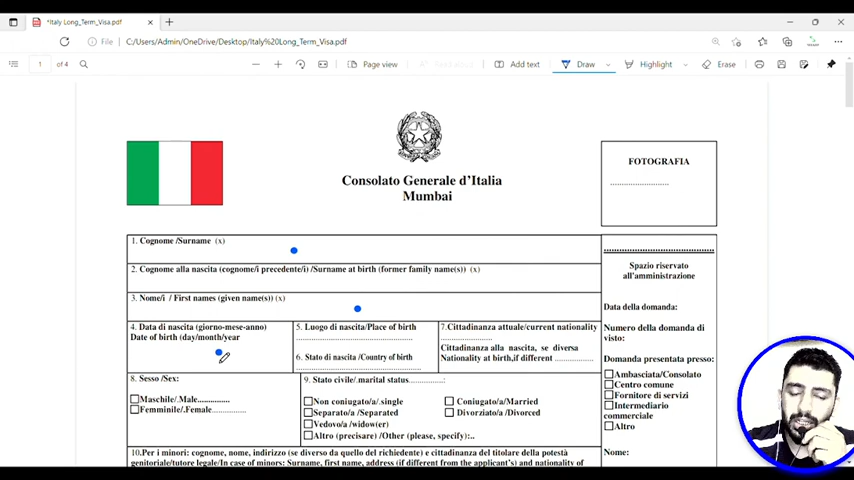 *Italy Long_Term_Visa.pdf
File
C:/Users/Admin/OneDrive/Desktop/Italy%20Long_Term_Visa.pdf
1 of 4
Page view
Add text
Draw
Highlight
Erase
Consolato Generale d'Italia
Mumbai
FOTOGRAFIA
1. Cognome /Surname (x)
2. Cognome alla nascita (cognome/i precedente/i) /Surname at birth (former family name(s)) (x)
3. Nome/i / First names (given name(s)) (x)
4. Data di nascita (giorno-mese-anno)
Date of birth (day/month/year
5. Luogo di nascita/Place of birth
6. Stato di nascita /Country of birth
7.Cittadinanza attuale/current nationality
Cittadinanza alla nascita, se diversa
Nationality at birth,if different ................
8. Sesso /Sex:
Maschile/.Male..............
Femminile/.Female..............
9. Stato civile/.marital status..............:
Non coniugato/a/.single
Coniugato/a/Married
Separato/a /Separated
Divorziato/a /Divorced
Vedovo/a /widow(er)
Altro (precisare) /Other (please, specify):..
10.Per i minori: cognome, nome, indirizzo (se diverso da quello del richiedente) e cittadinanza del titolare della potestà
genitoriale/tutore legale/In case of minors: Surname, first name, address (if different from the applicant's) and nationality of
Spazio riservato
all'amministrazione
Data della domanda:
Numero della domanda di
visto:
Domanda presentata presso:
Ambasciata/Consolato
Centro comune
Fornitore di servizi
Intermediario
commerciale
Altro
Nome: